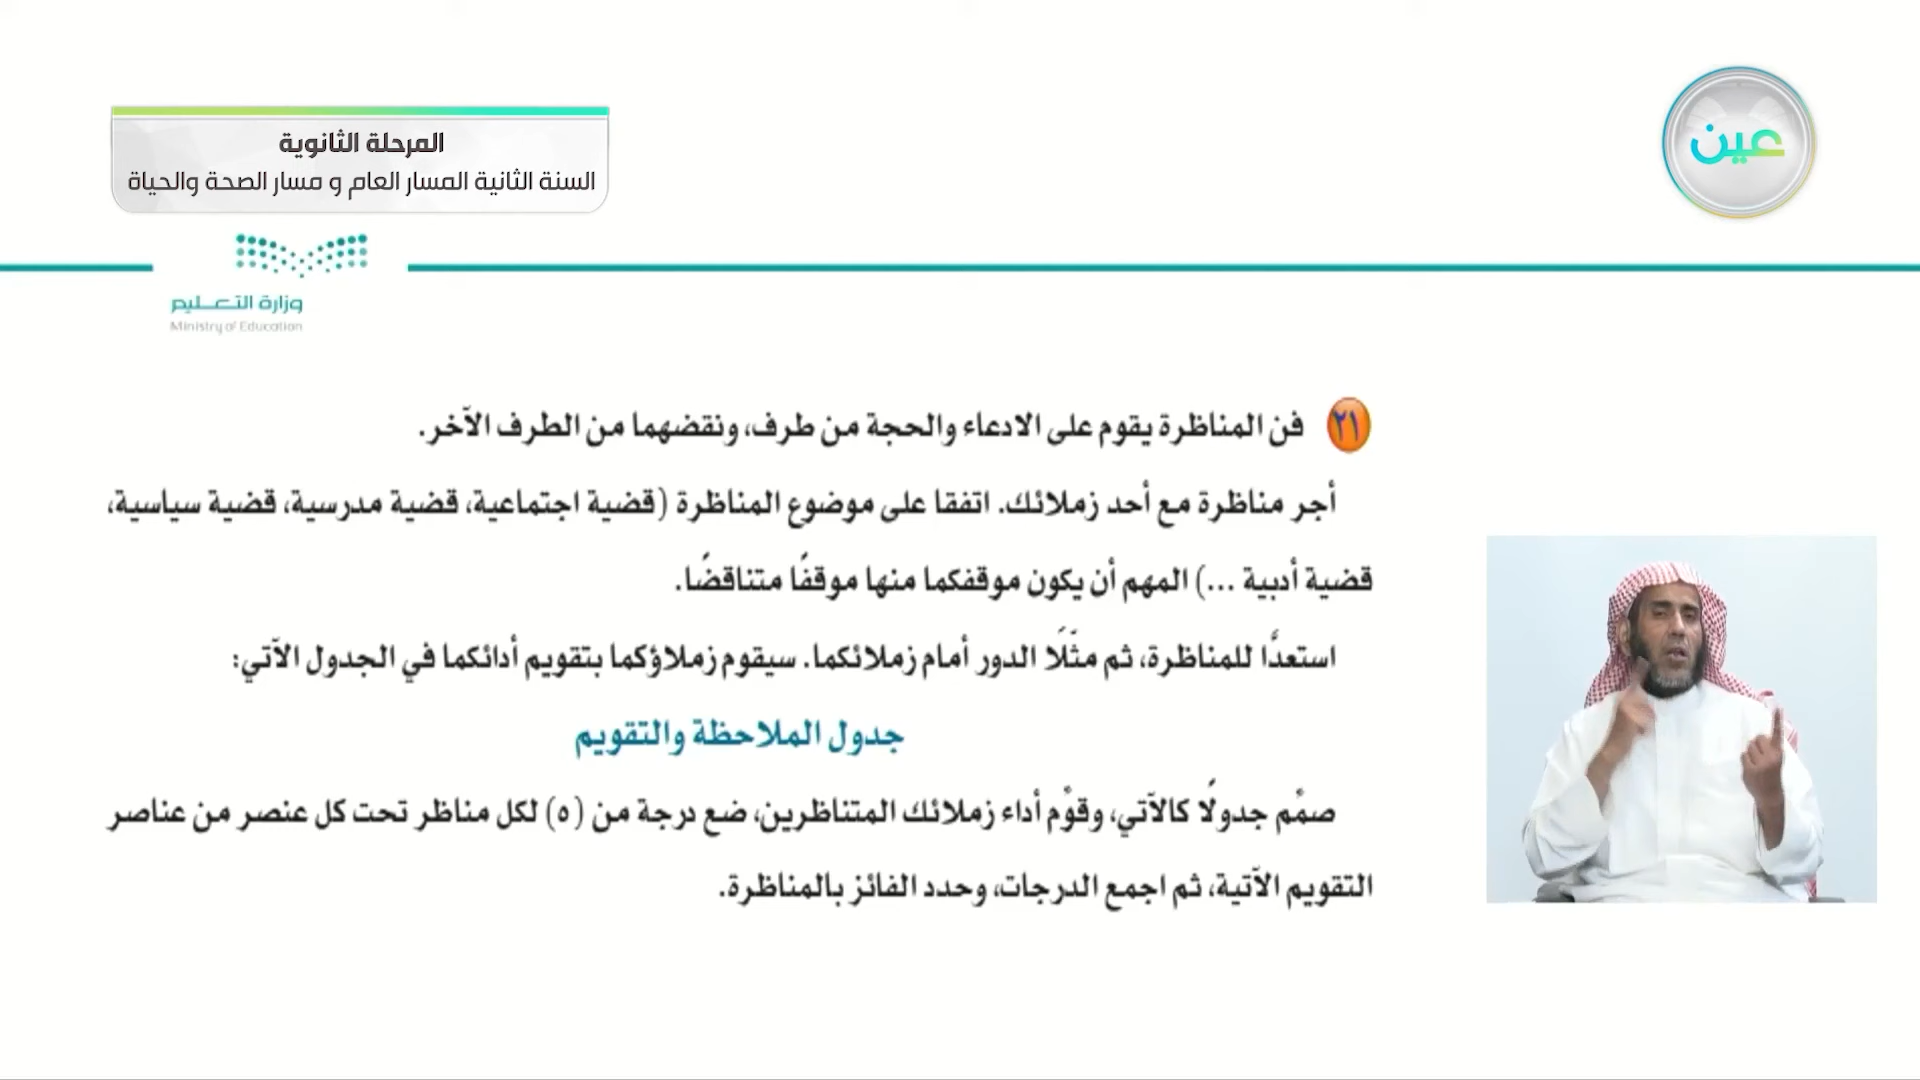 المرحلة الثانوية
السنة الثانية المسار العام و مسار الصحة والحياة
عين
وزارة التعليم
Ministry of Education
٢١ فن المناظرة يقوم على الادعاء والحجة من طرف، ونقضهما من الطرف الآخر.
أجر مناظرة مع أحد زملائك. اتفقا على موضوع المناظرة (قضية اجتماعية، قضية مدرسية، قضية سياسية،
قضية أدبية ...) المهم أن يكون موقفكما منها موقفًا متناقضًا.
استعدَّا للمناظرة، ثم مثّلَا الدور أمام زملائكما. سيقوم زملاؤكما بتقويم أدائكما في الجدول الآتي:
جدول الملاحظة والتقويم
صمِّم جدولًا كالآتي، وقوِّم أداء زملائك المتناظرين، ضع درجة من (٥) لكل مناظر تحت كل عنصر من عناصر
التقويم الآتية، ثم اجمع الدرجات، وحدد الفائز بالمناظرة.